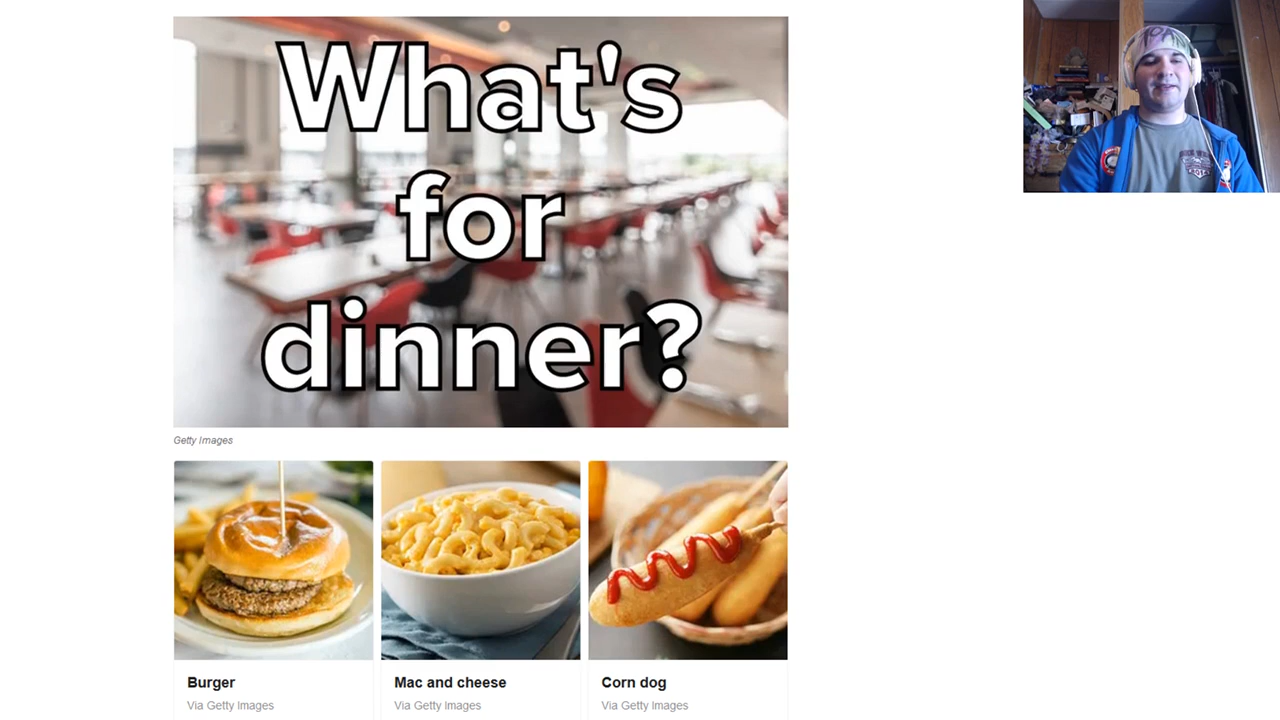 What's
for
dinner?
Getty Images
Burger
Mac and cheese
Corn dog
Via Getty Images
Via Getty Images
Via Getty Images